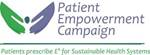 Patient
Empowerment
Campaign
Patients prescribe E⁵ for Sustainable Health Systems